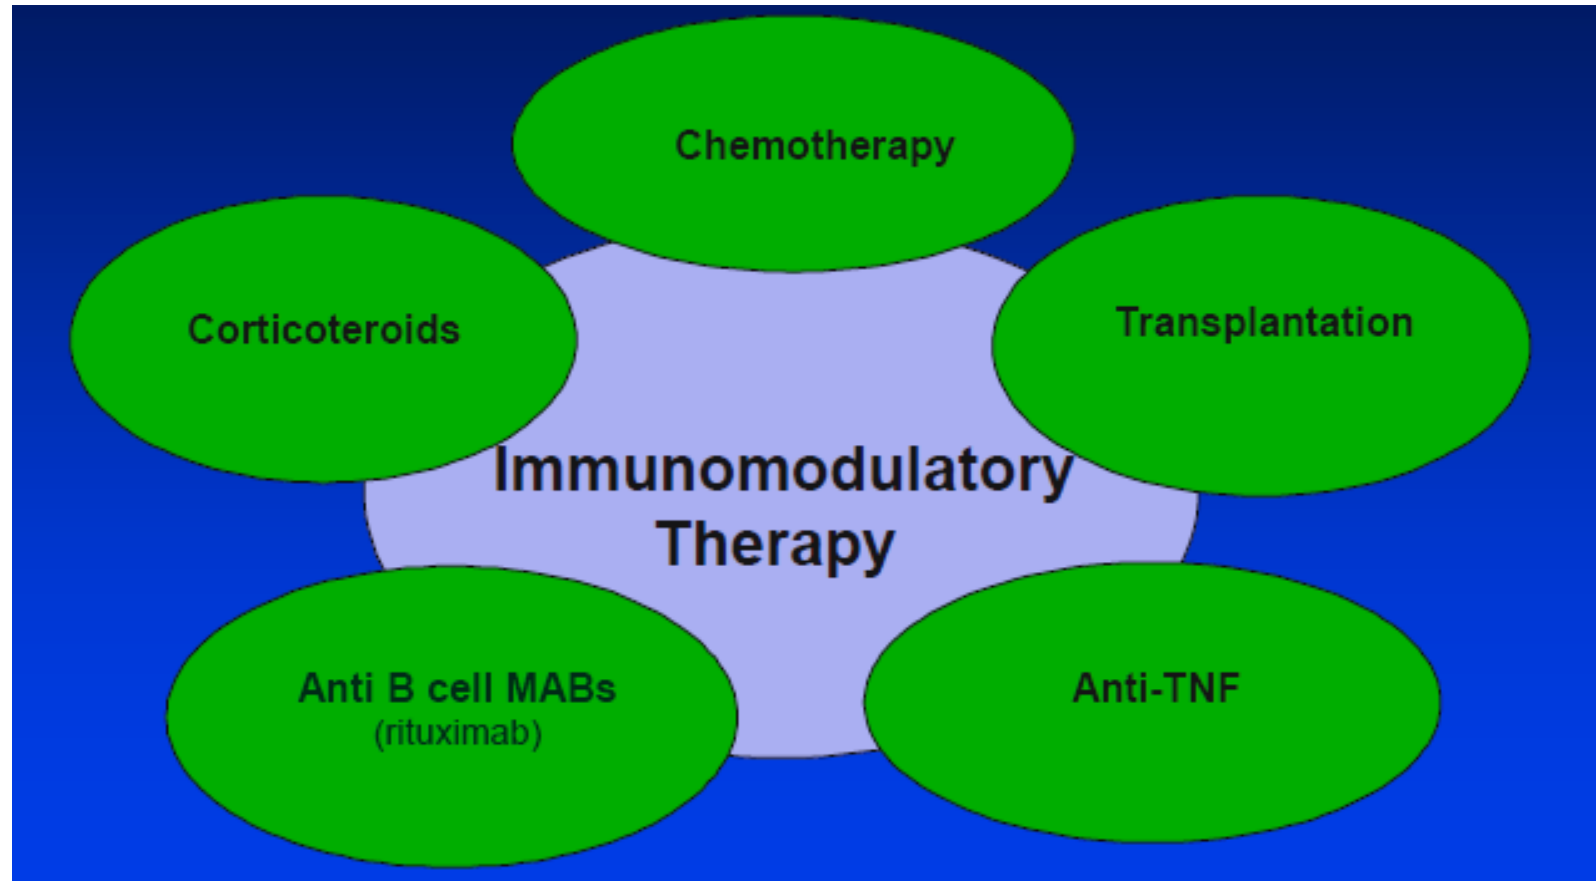 Chemotherapy
Corticoteroids
Transplantation
Immunomodulatory
Therapy
Anti B cell MABs
(rituximab)
Anti-TNF